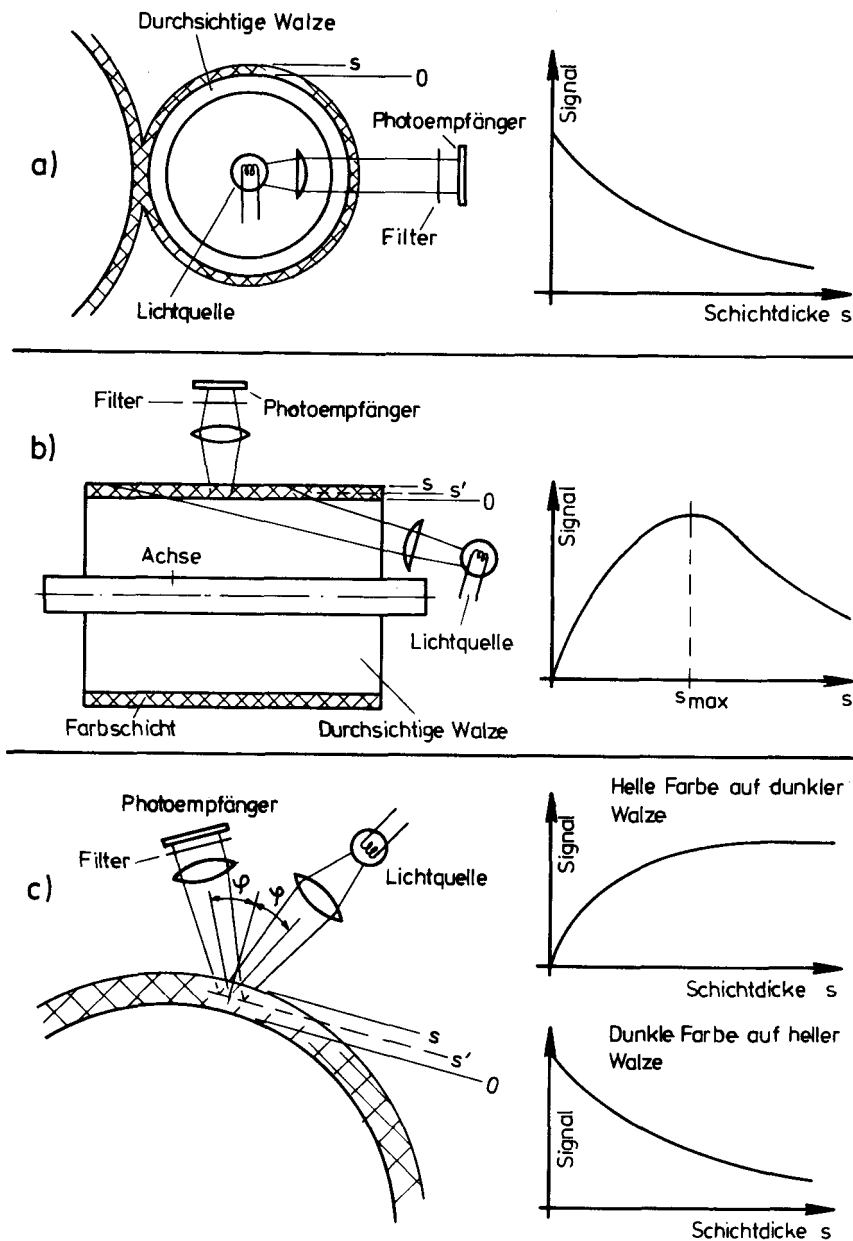 a)
Durchsichtige Walze
s
0
Photoempfänger
Filter
Lichtquelle
Signal
Schichtdicke s
b)
Filter
Photoempfänger
s
s'
0
Achse
Lichtquelle
Farbschicht
Durchsichtige Walze
Signal
smax
s
c)
Photoempfänger
Filter
φ
φ
Lichtquelle
s
s'
0
Helle Farbe auf dunkler
Walze
Signal
Schichtdicke s
Dunkle Farbe auf heller
Walze
Signal
Schichtdicke s